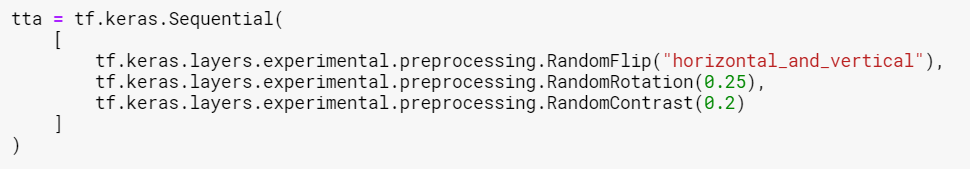 tta = tf.keras.Sequential(
    [
        tf.keras.layers.experimental.preprocessing.RandomFlip("horizontal_and_vertical"),
        tf.keras.layers.experimental.preprocessing.RandomRotation(0.25),
        tf.keras.layers.experimental.preprocessing.RandomContrast(0.2)
    ]
)